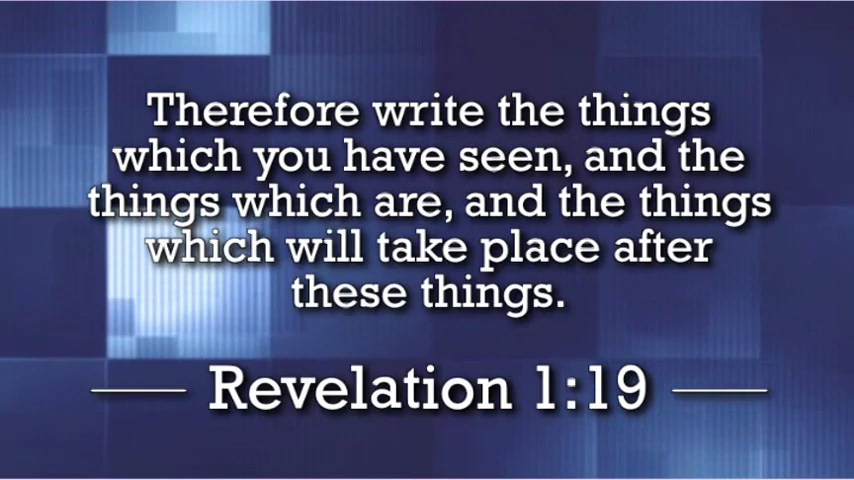 Therefore write the things
which you have seen, and the
things which are, and the things
which will take place after
these things.
Revelation 1:19